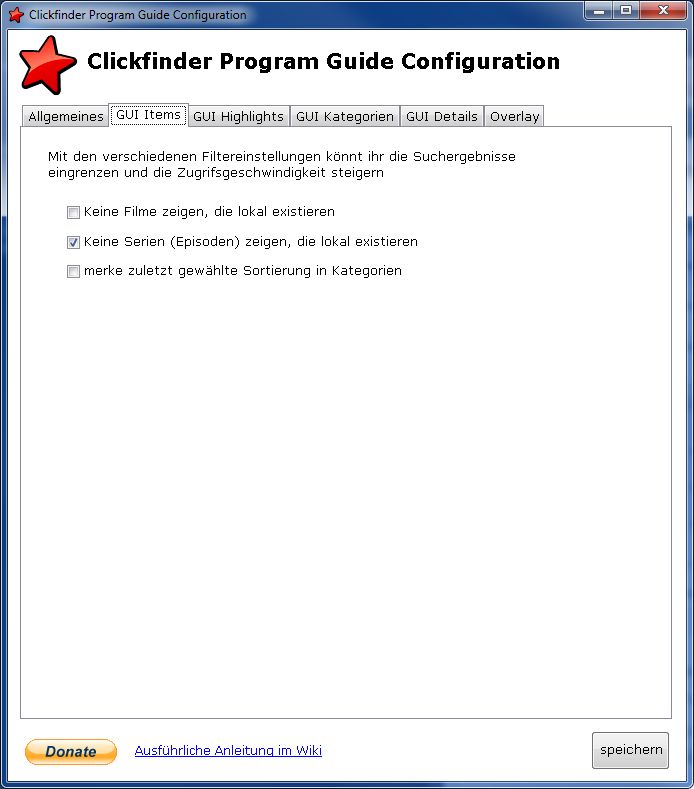 Clickfinder Program Guide Configuration
Clickfinder Program Guide Configuration
Allgemeines GUI Items GUI Highlights GUI Kategorien GUI Details Overlay
Mit den verschiedenen Filtereinstellungen könnt ihr die Suchergebnisse
eingrenzen und die Zugrifsgeschwindigkeit steigern
Keine Filme zeigen, die lokal existieren
Keine Serien (Episoden) zeigen, die lokal existieren
merke zuletzt gewählte Sortierung in Kategorien
Donate Ausführliche Anleitung im Wiki speichern